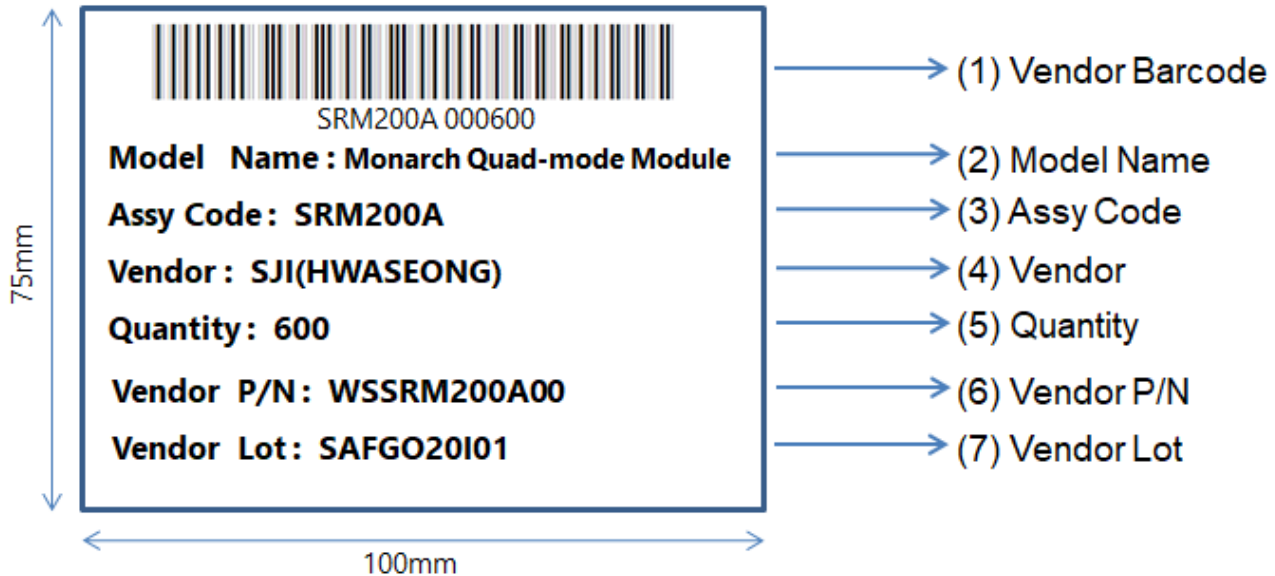 SRM200A 000600
(1) Vendor Barcode
Model Name : Monarch Quad-mode Module
(2) Model Name
Assy Code : SRM200A
(3) Assy Code
Vendor : SJI(HWASEONG)
(4) Vendor
Quantity : 600
(5) Quantity
Vendor P/N : WSSRM200A00
(6) Vendor P/N
Vendor Lot : SAFGO20I01
(7) Vendor Lot
75mm
100mm